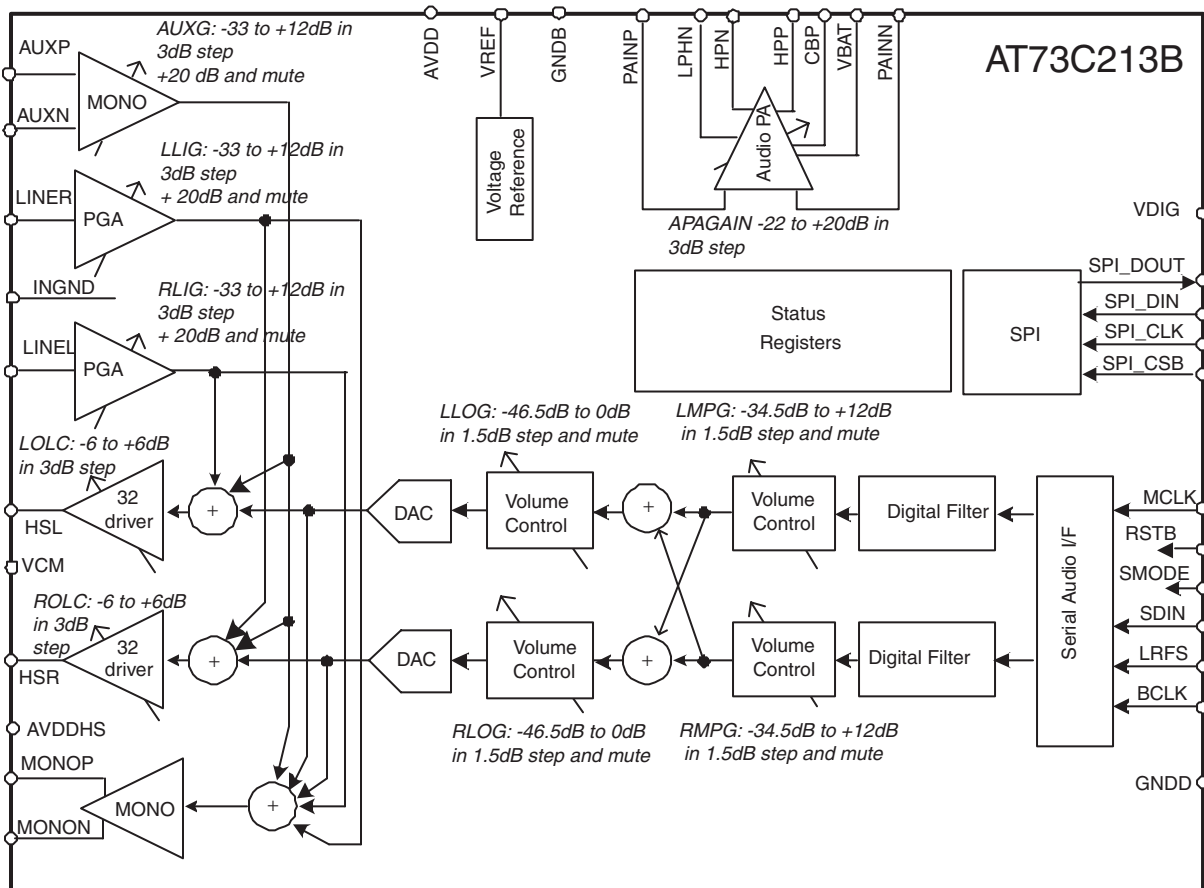 AT73C213B
AUXP
AUXN
MONO
AUXG: -33 to +12dB in
3dB step
+20 dB and mute
AVDD
VREF
GNDB
PAINP
LPHN
HPN
HPP
CBP
VBAT
PAINN
Voltage
Reference
Audio PA
APAGAIN -22 to +20dB in
3dB step
LINER
PGA
LLIG: -33 to +12dB in
3dB step
+ 20dB and mute
INGND
LINEL
PGA
RLIG: -33 to +12dB in
3dB step
+ 20dB and mute
VDIG
Status
Registers
SPI
SPI_DOUT
SPI_DIN
SPI_CLK
SPI_CSB
LOLC: -6 to +6dB
in 3dB step
32
driver
HSL
+
DAC
LLOG: -46.5dB to 0dB
in 1.5dB step and mute
Volume
Control
+
LMPG: -34.5dB to +12dB
in 1.5dB step and mute
Volume
Control
Digital Filter
Serial Audio I/F
MCLK
RSTB
SMODE
SDIN
LRFS
BCLK
VCM
ROLC: -6 to +6dB
in 3dB
step
32
driver
HSR
+
DAC
Volume
Control
+
Volume
Control
Digital Filter
RLOG: -46.5dB to 0dB
in 1.5dB step and mute
RMPG: -34.5dB to +12dB
in 1.5dB step and mute
AVDDHS
MONOP
MONON
MONO
+
GNDD